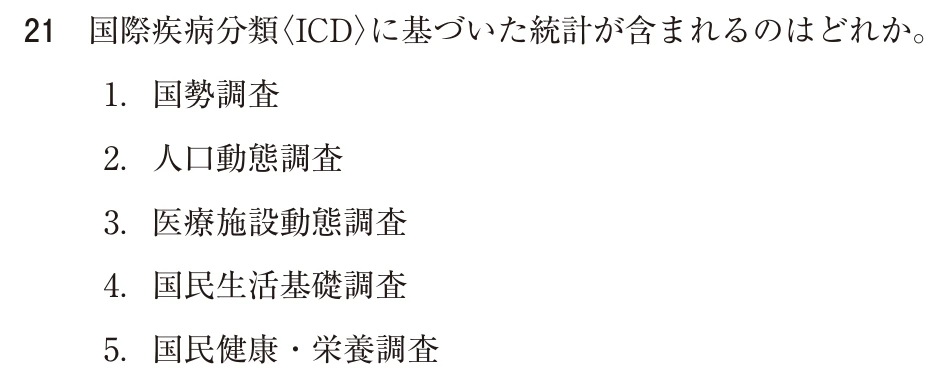 21 国際疾病分類〈ICD〉に基づいた統計が含まれるのはどれか。
1. 国勢調査
2. 人口動態調査
3. 医療施設動態調査
4. 国民生活基礎調査
5. 国民健康・栄養調査